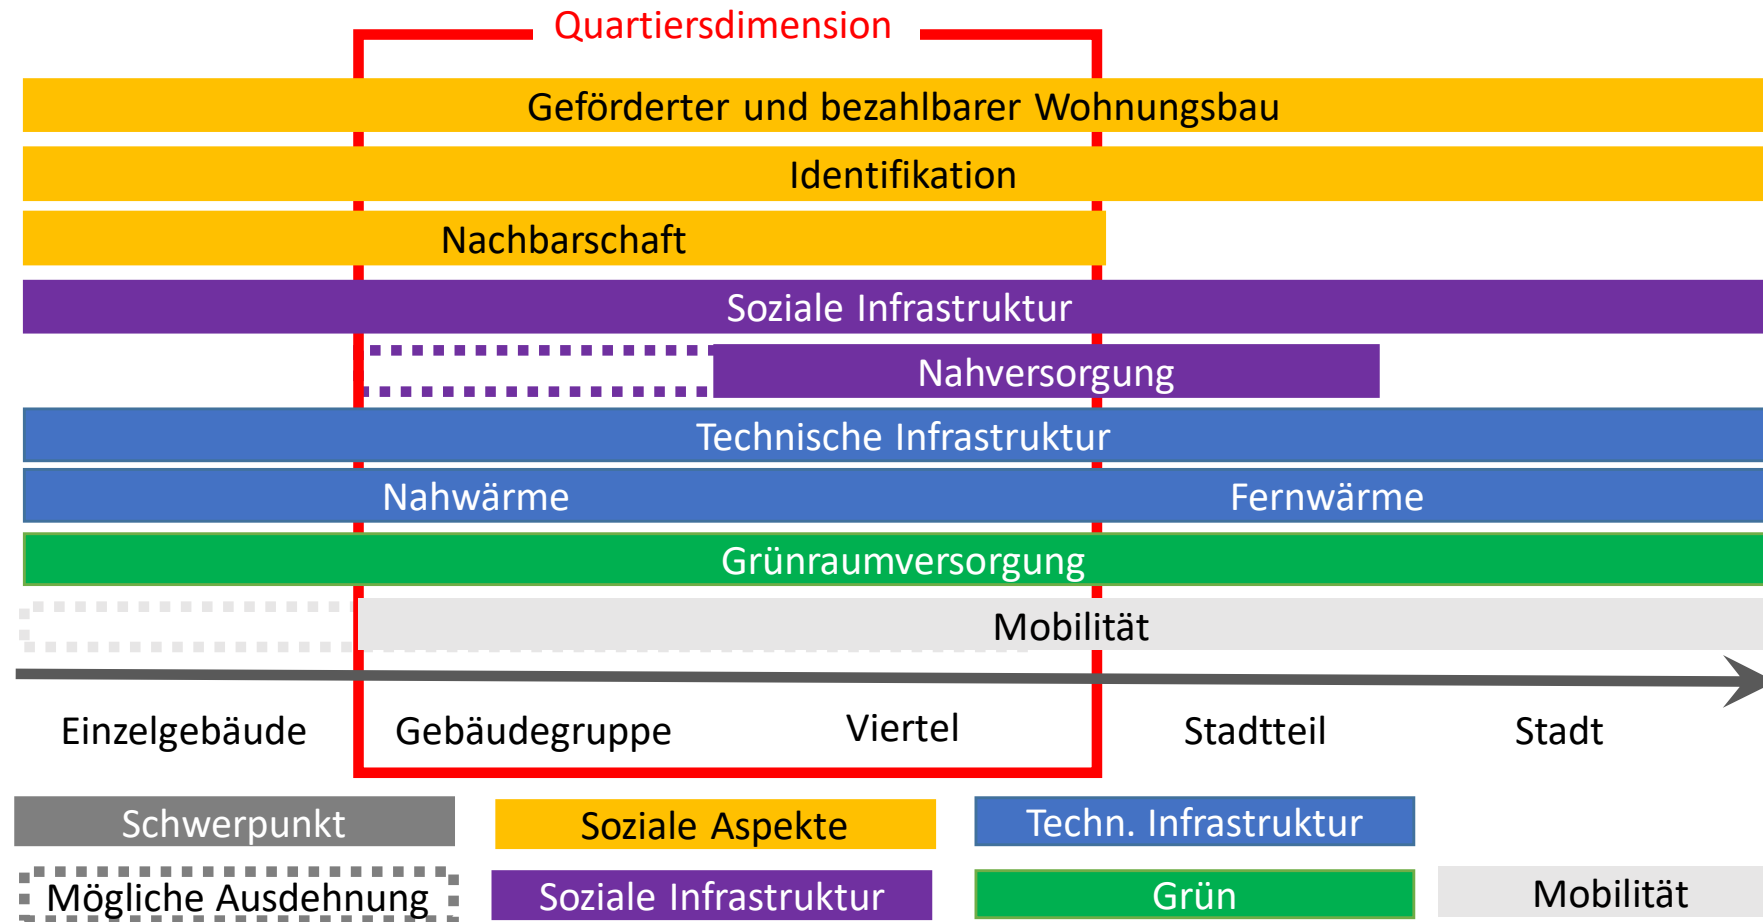 Quartiersdimension
Geförderter und bezahlbarer Wohnungsbau
Identifikation
Nachbarschaft
Soziale Infrastruktur
Nahversorgung
Technische Infrastruktur
Nahwärme Fernwärme
Grünraumversorgung
Mobilität
Einzelgebäude Gebäudegruppe Viertel Stadtteil Stadt
Schwerpunkt Soziale Aspekte Techn. Infrastruktur
Mögliche Ausdehnung Soziale Infrastruktur Grün Mobilität